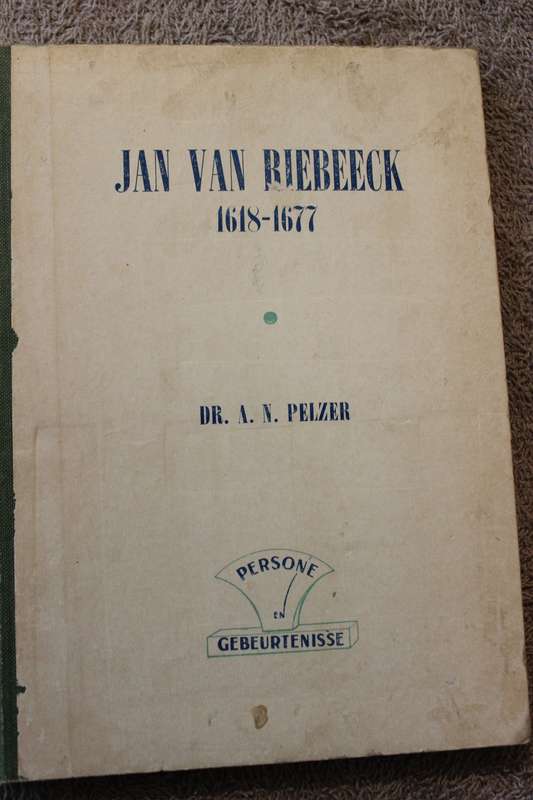 JAN VAN RIEBEECK
1618-1677
DR. A. N. PELZER
PERSONE
EN
GEBEURTENISSE